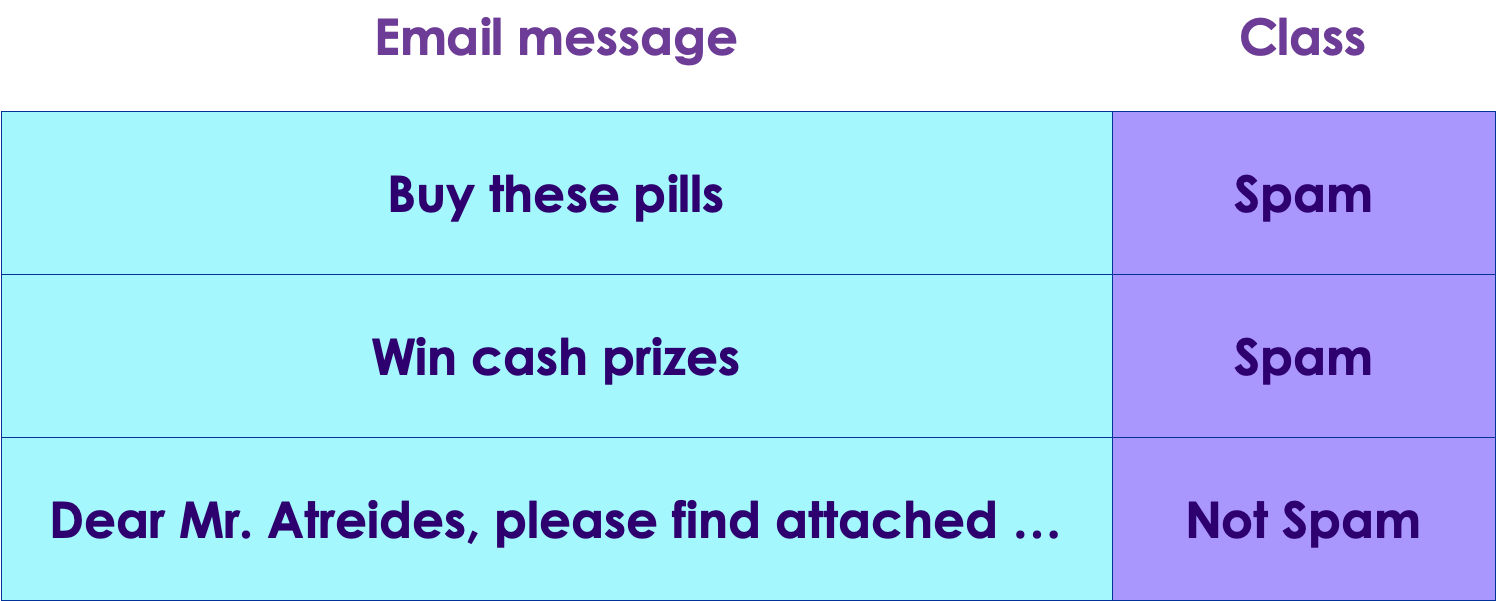 Email message Class
Buy these pills Spam
Win cash prizes Spam
Dear Mr. Atreides, please find attached … Not Spam